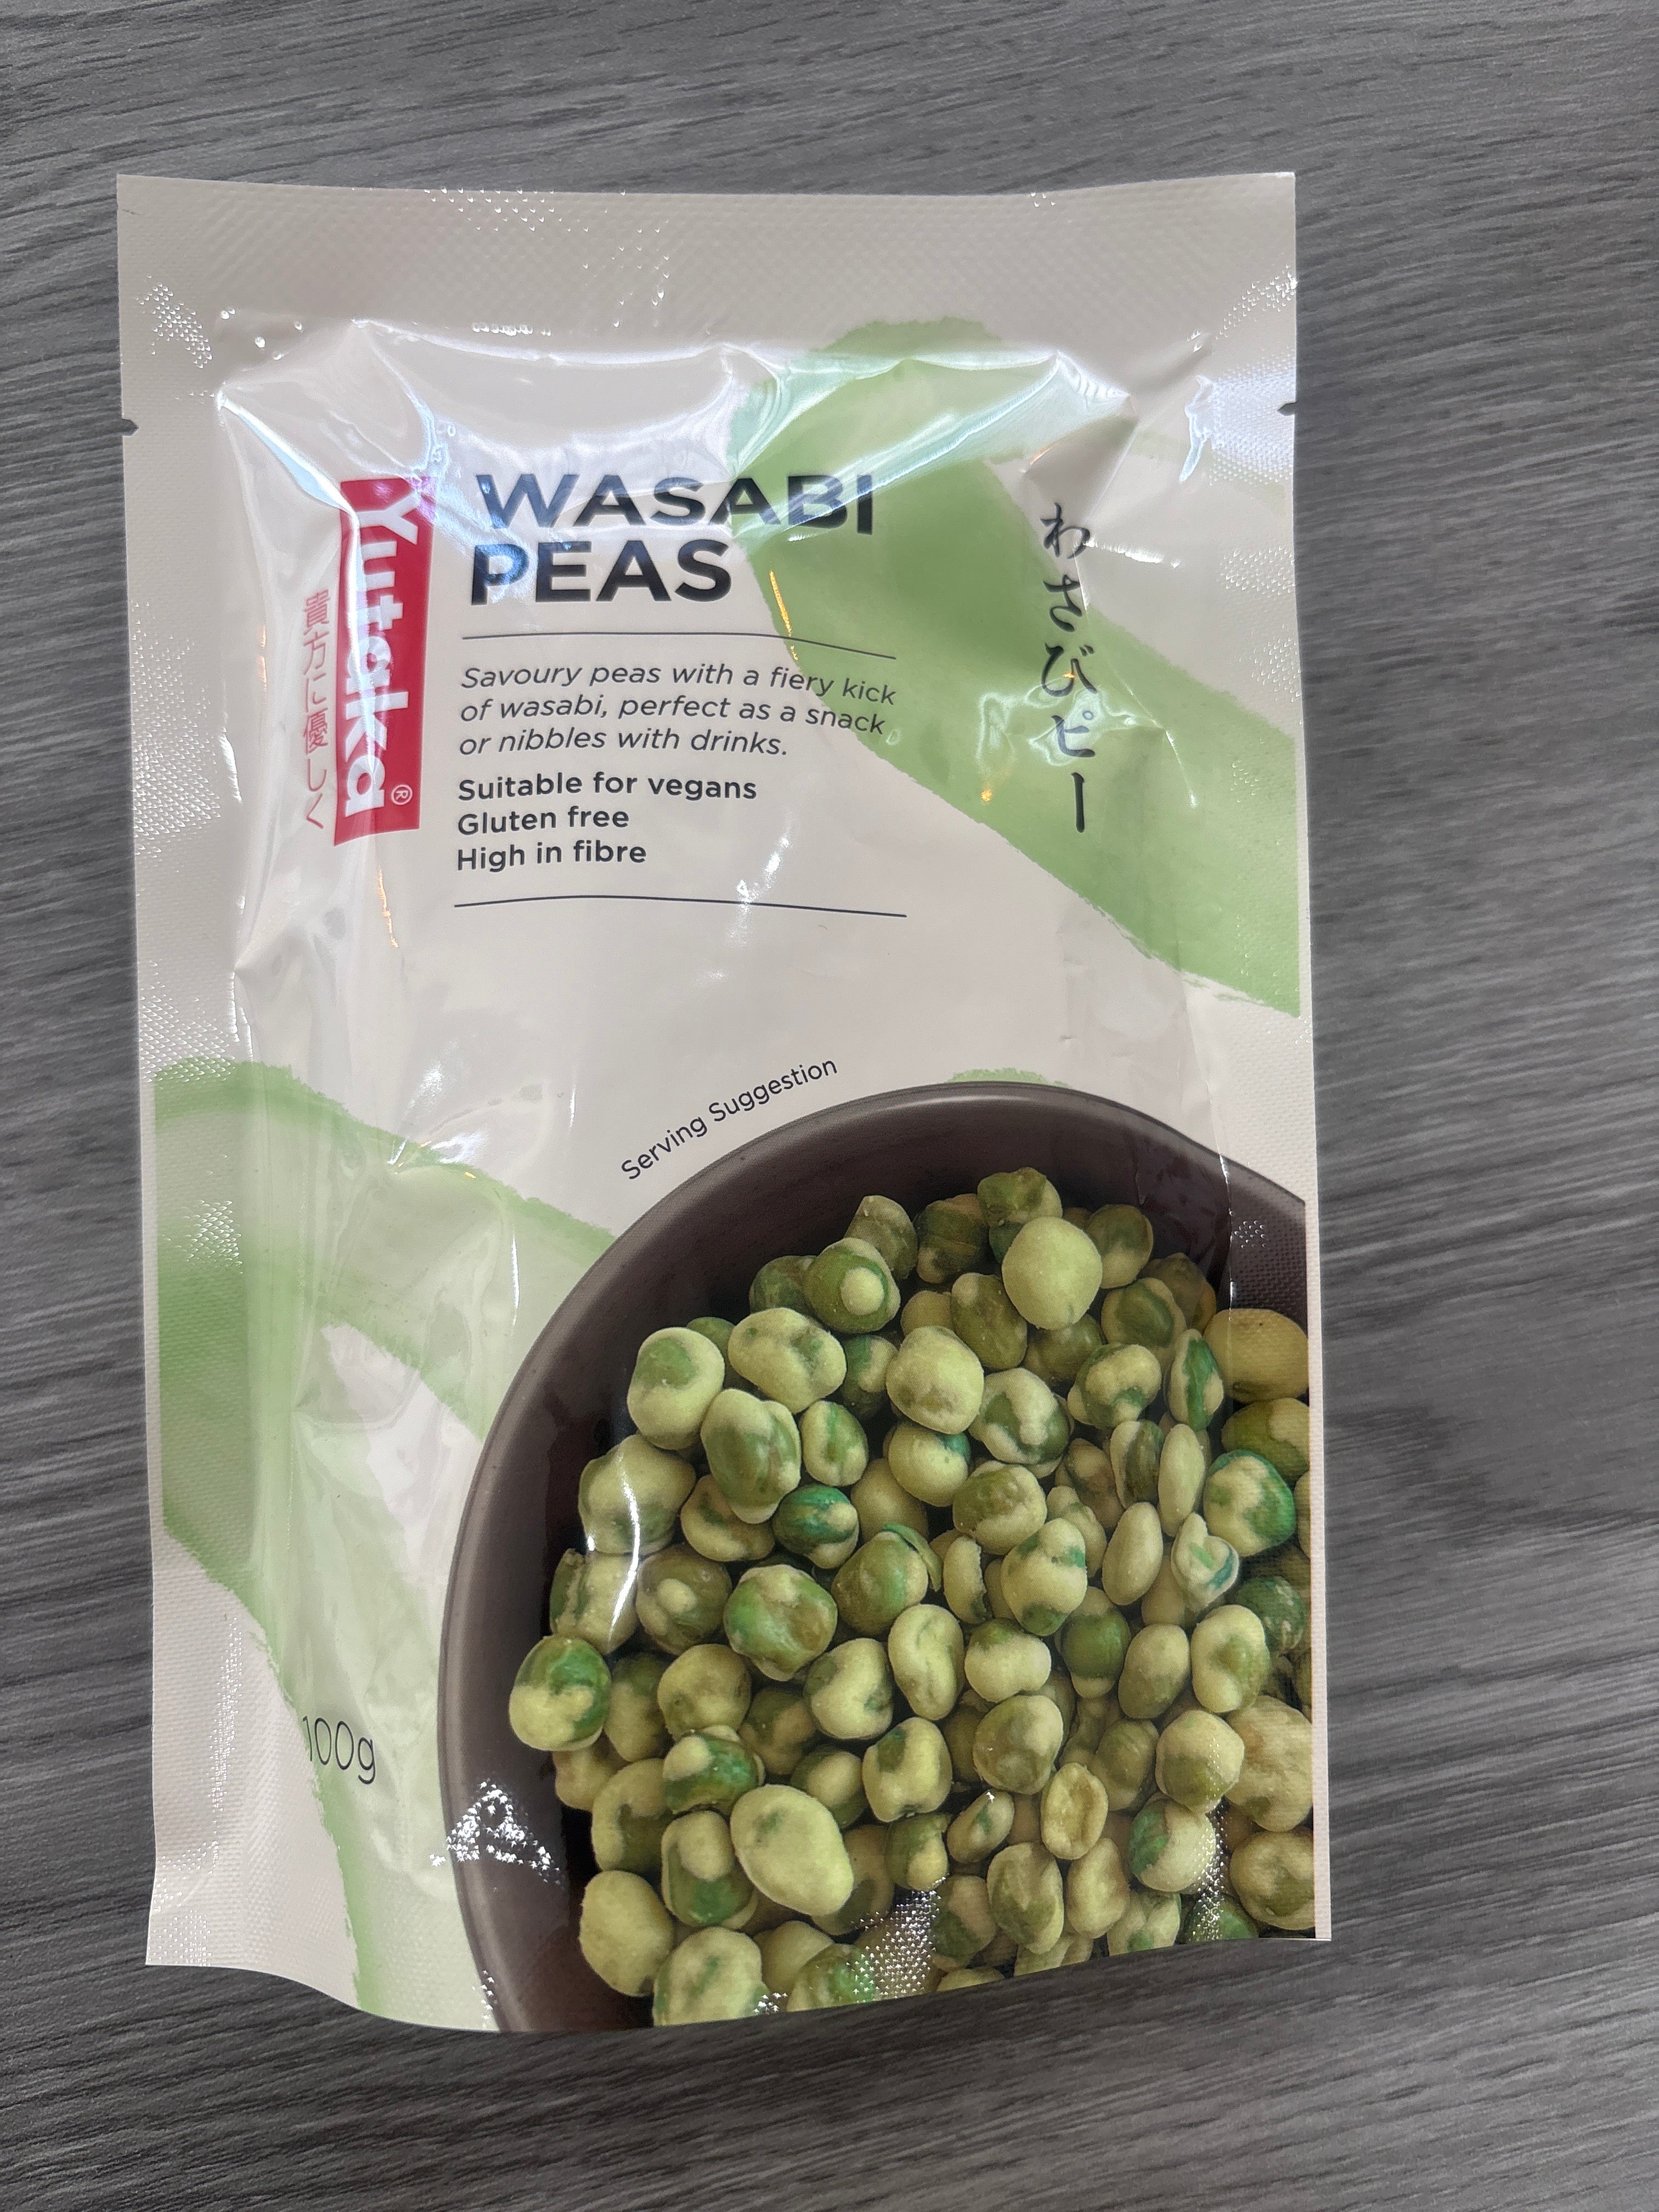 WASABI
PEAS
Savoury peas with a fiery kick
of wasabi, perfect as a snack
or nibbles with drinks.
Suitable for vegans
Gluten free
High in fibre
Yutaka®
貴方に優しく
わさびピー
Serving Suggestion
100g